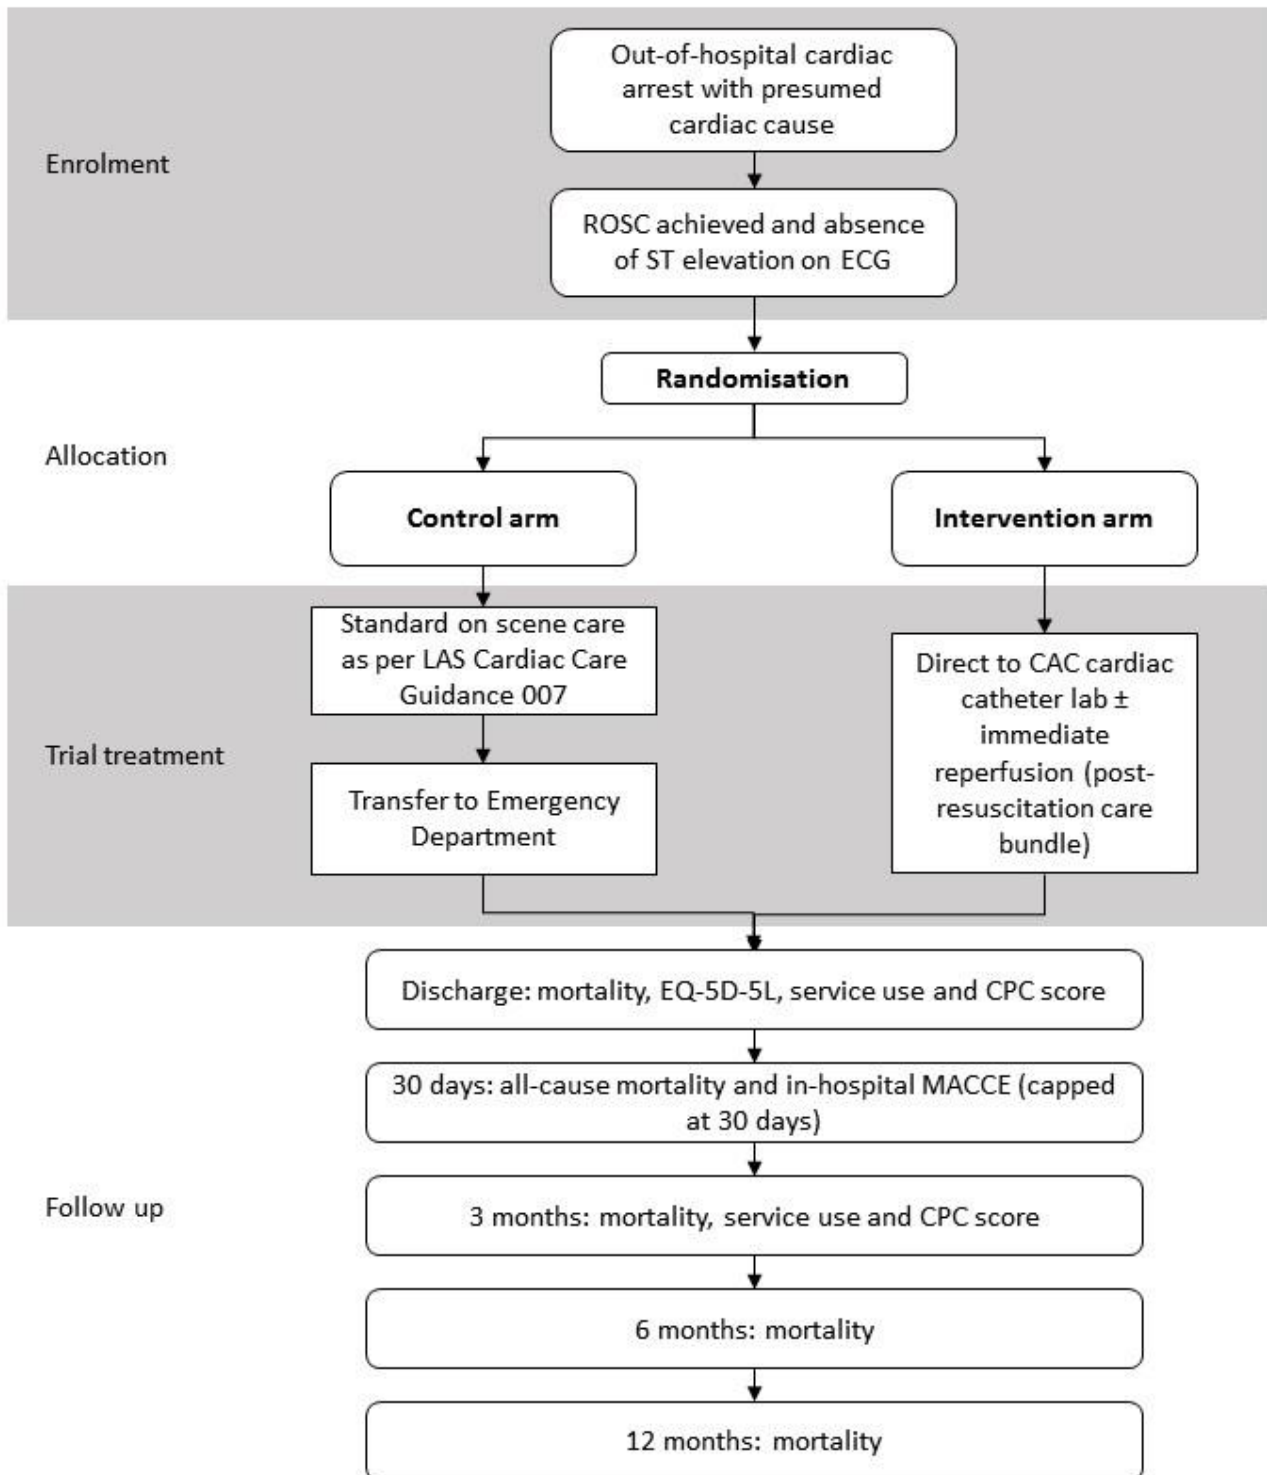 Enrolment
Out-of-hospital cardiac
arrest with presumed
cardiac cause
ROSC achieved and absence
of ST elevation on ECG
Allocation
Randomisation
Control arm
Intervention arm
Trial treatment
Standard on scene care
as per LAS Cardiac Care
Guidance 007
Transfer to Emergency
Department
Direct to CAC cardiac
catheter lab ±
immediate
reperfusion (post-
resuscitation care
bundle)
Follow up
Discharge: mortality, EQ-5D-5L, service use and CPC score
30 days: all-cause mortality and in-hospital MACCE (capped
at 30 days)
3 months: mortality, service use and CPC score
6 months: mortality
12 months: mortality